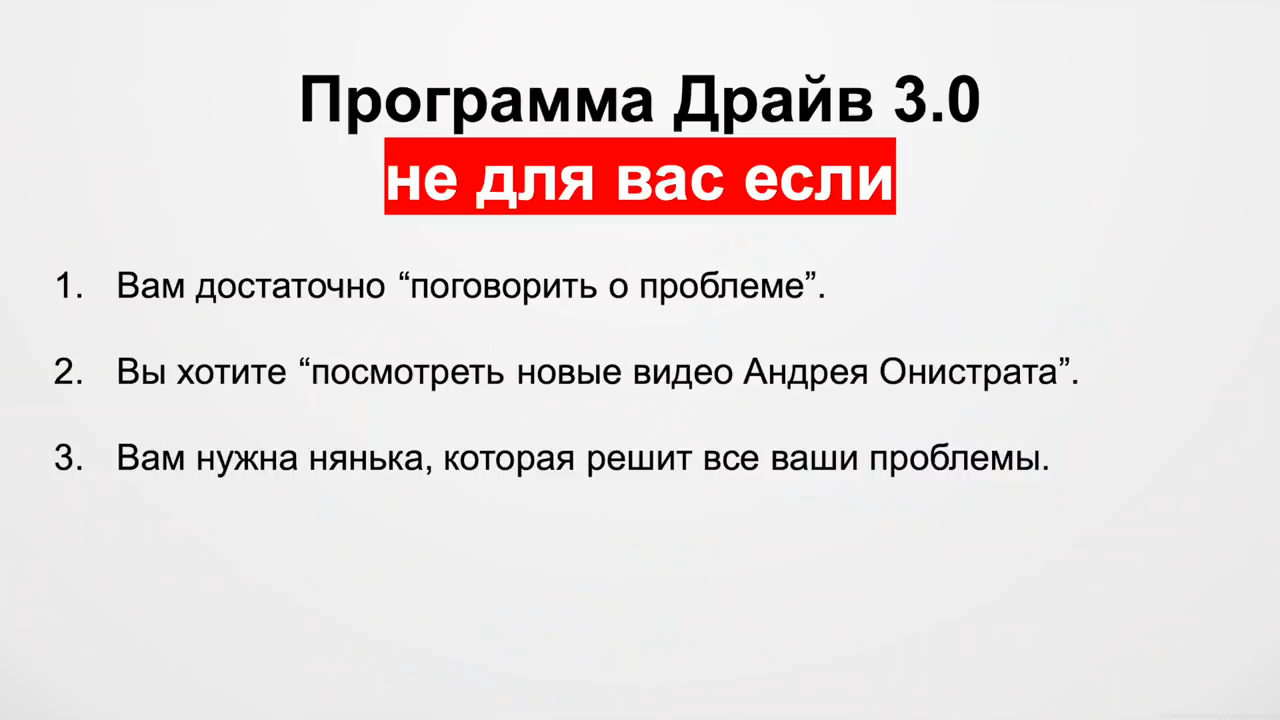 Программа Драйв 3.0
не для вас если
1. Вам достаточно “поговорить о проблеме”.
2. Вы хотите “посмотреть новые видео Андрея Онистрата”.
3. Вам нужна нянька, которая решит все ваши проблемы.